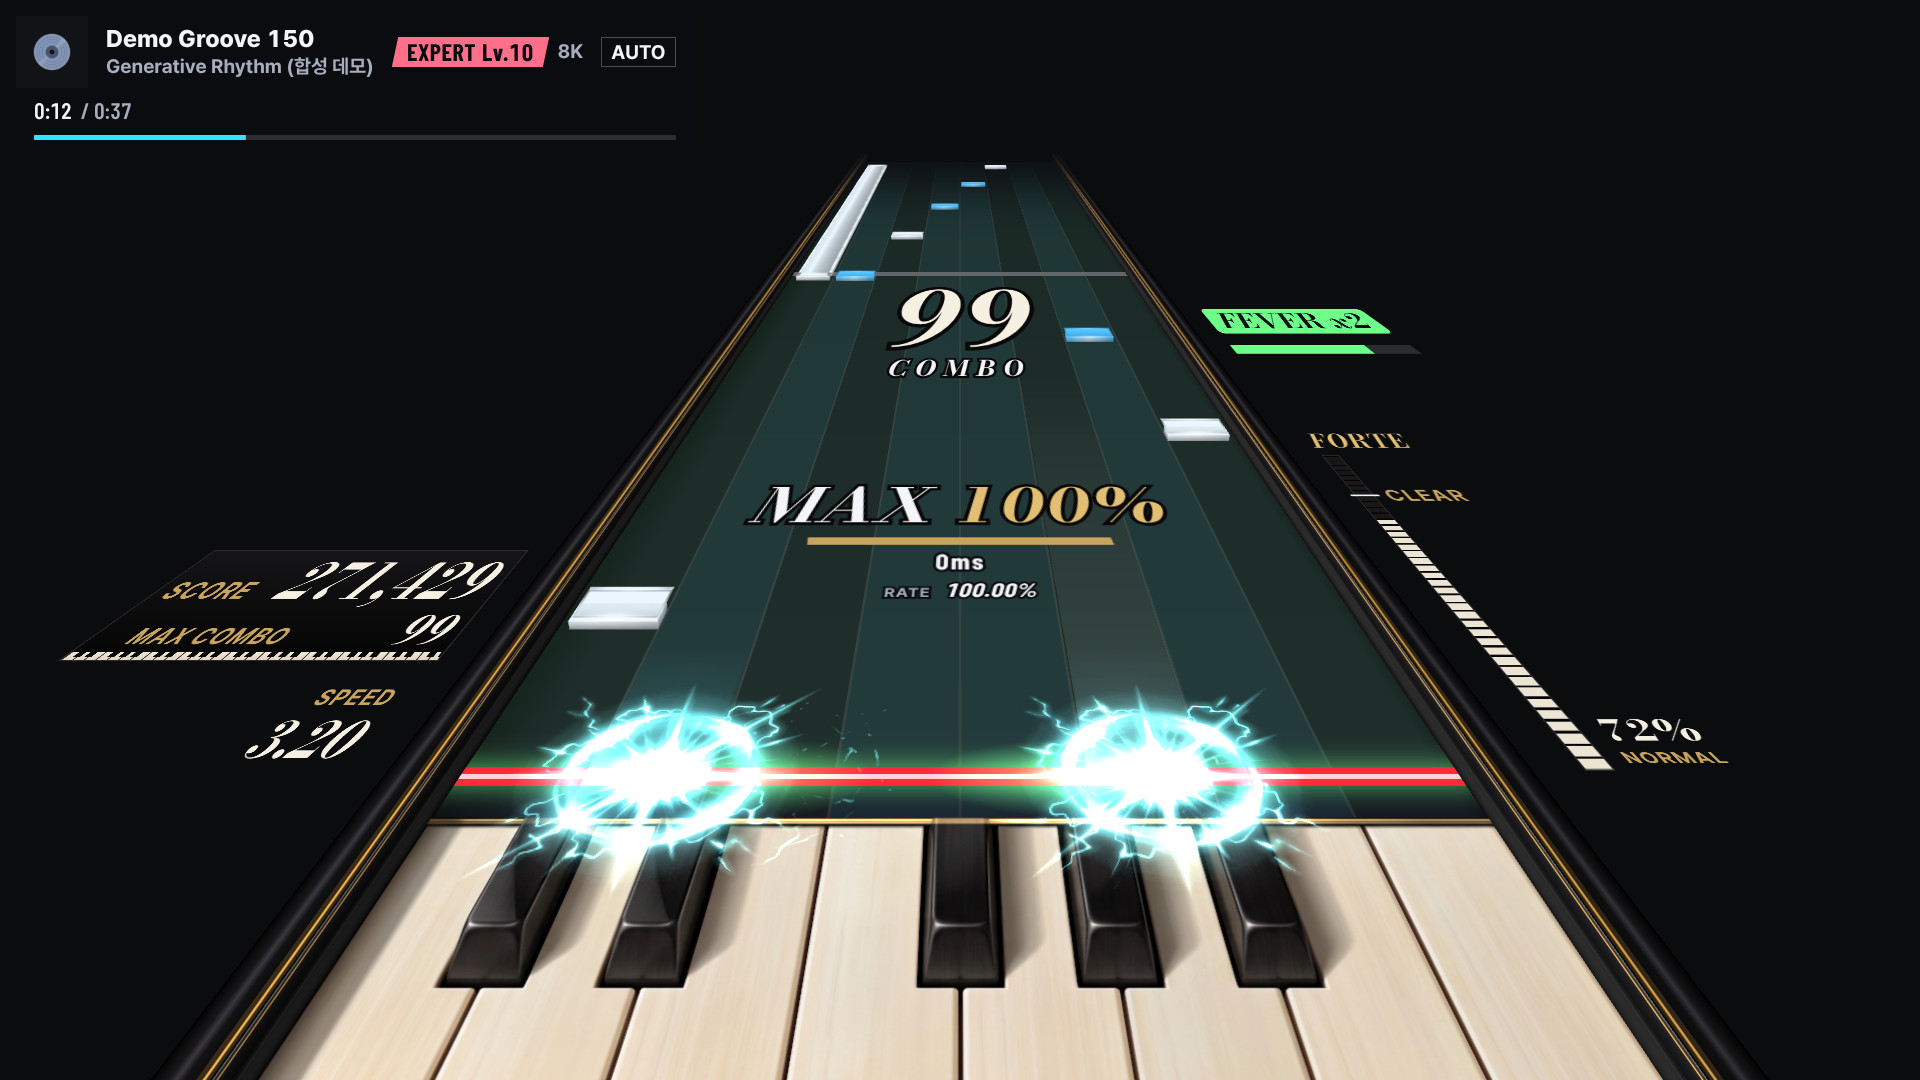 Demo Groove 150
Generative Rhythm (합성 데모)
EXPERT Lv.10 8K AUTO
0:12 / 0:37
99
COMBO
FEVER x2
FORTE
CLEAR
MAX 100%
0ms
RATE 100.00%
SCORE 271,429
MAX COMBO 99
SPEED
3.20
72%
NORMAL